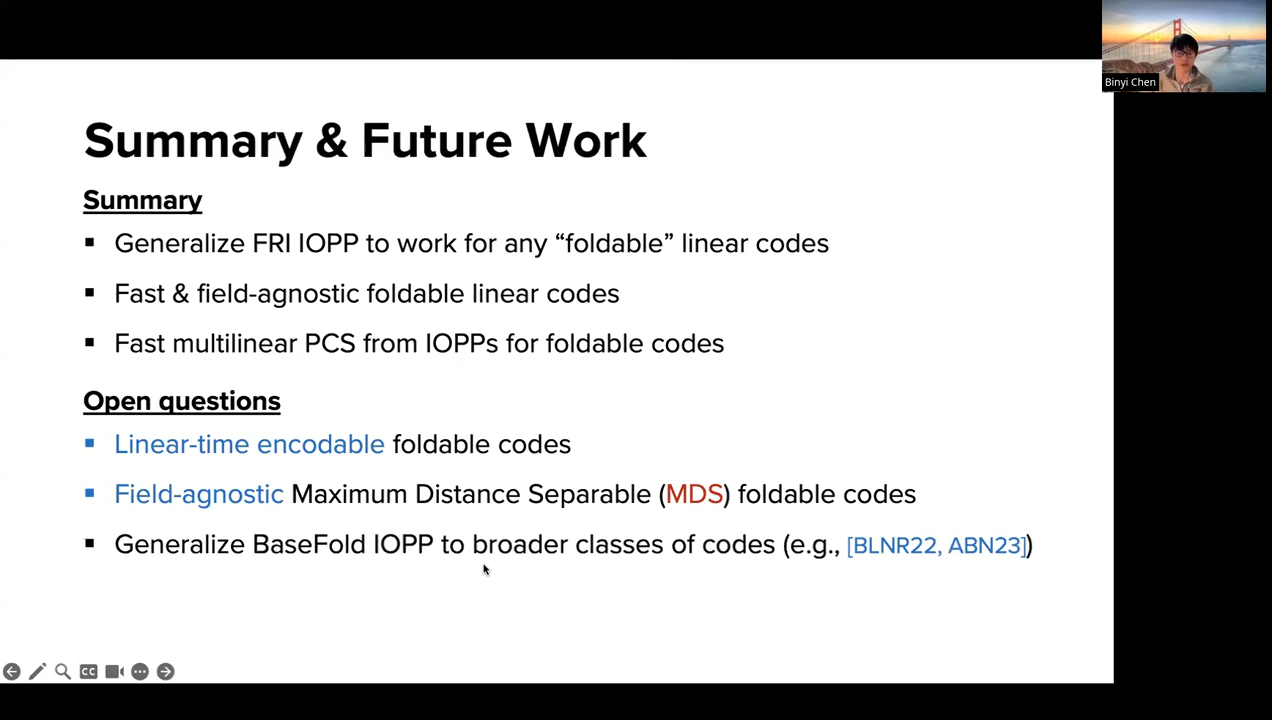 Binyi Chen
Summary & Future Work
Summary
▪ Generalize FRI IOPP to work for any “foldable” linear codes
▪ Fast & field-agnostic foldable linear codes
▪ Fast multilinear PCS from IOPPs for foldable codes
Open questions
▪ Linear-time encodable foldable codes
▪ Field-agnostic Maximum Distance Separable (MDS) foldable codes
▪ Generalize BaseFold IOPP to broader classes of codes (e.g., [BLNR22, ABN23])
CC